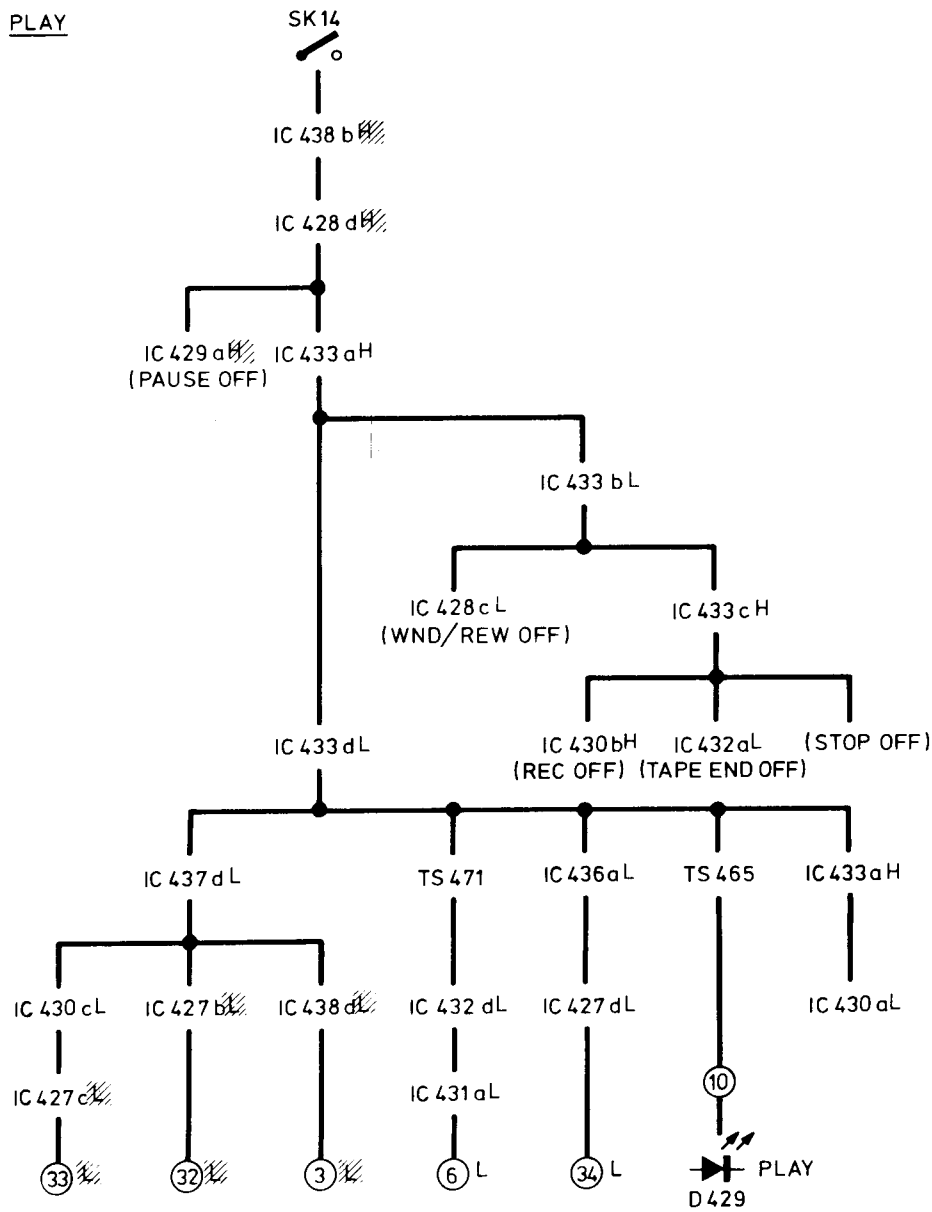 PLAY
SK14
IC 438 b H
IC 428 d H
IC 429 a H IC 433 a H
(PAUSE OFF)
IC 433 b L
IC 428 c L IC 433 c H
(WND/REW OFF)
IC 433 d L IC 430 b H IC 432 a L (STOP OFF)
(REC OFF) (TAPE END OFF)
IC 437 d L TS 471 IC 436 a L TS 465 IC 433 a H
IC 430 c L IC 427 b L IC 438 d L IC 432 d L IC 427 d L IC 430 a L
IC 427 c L IC 431 a L 10
33 L 32 L 3 L 6 L 34 L PLAY
D 429